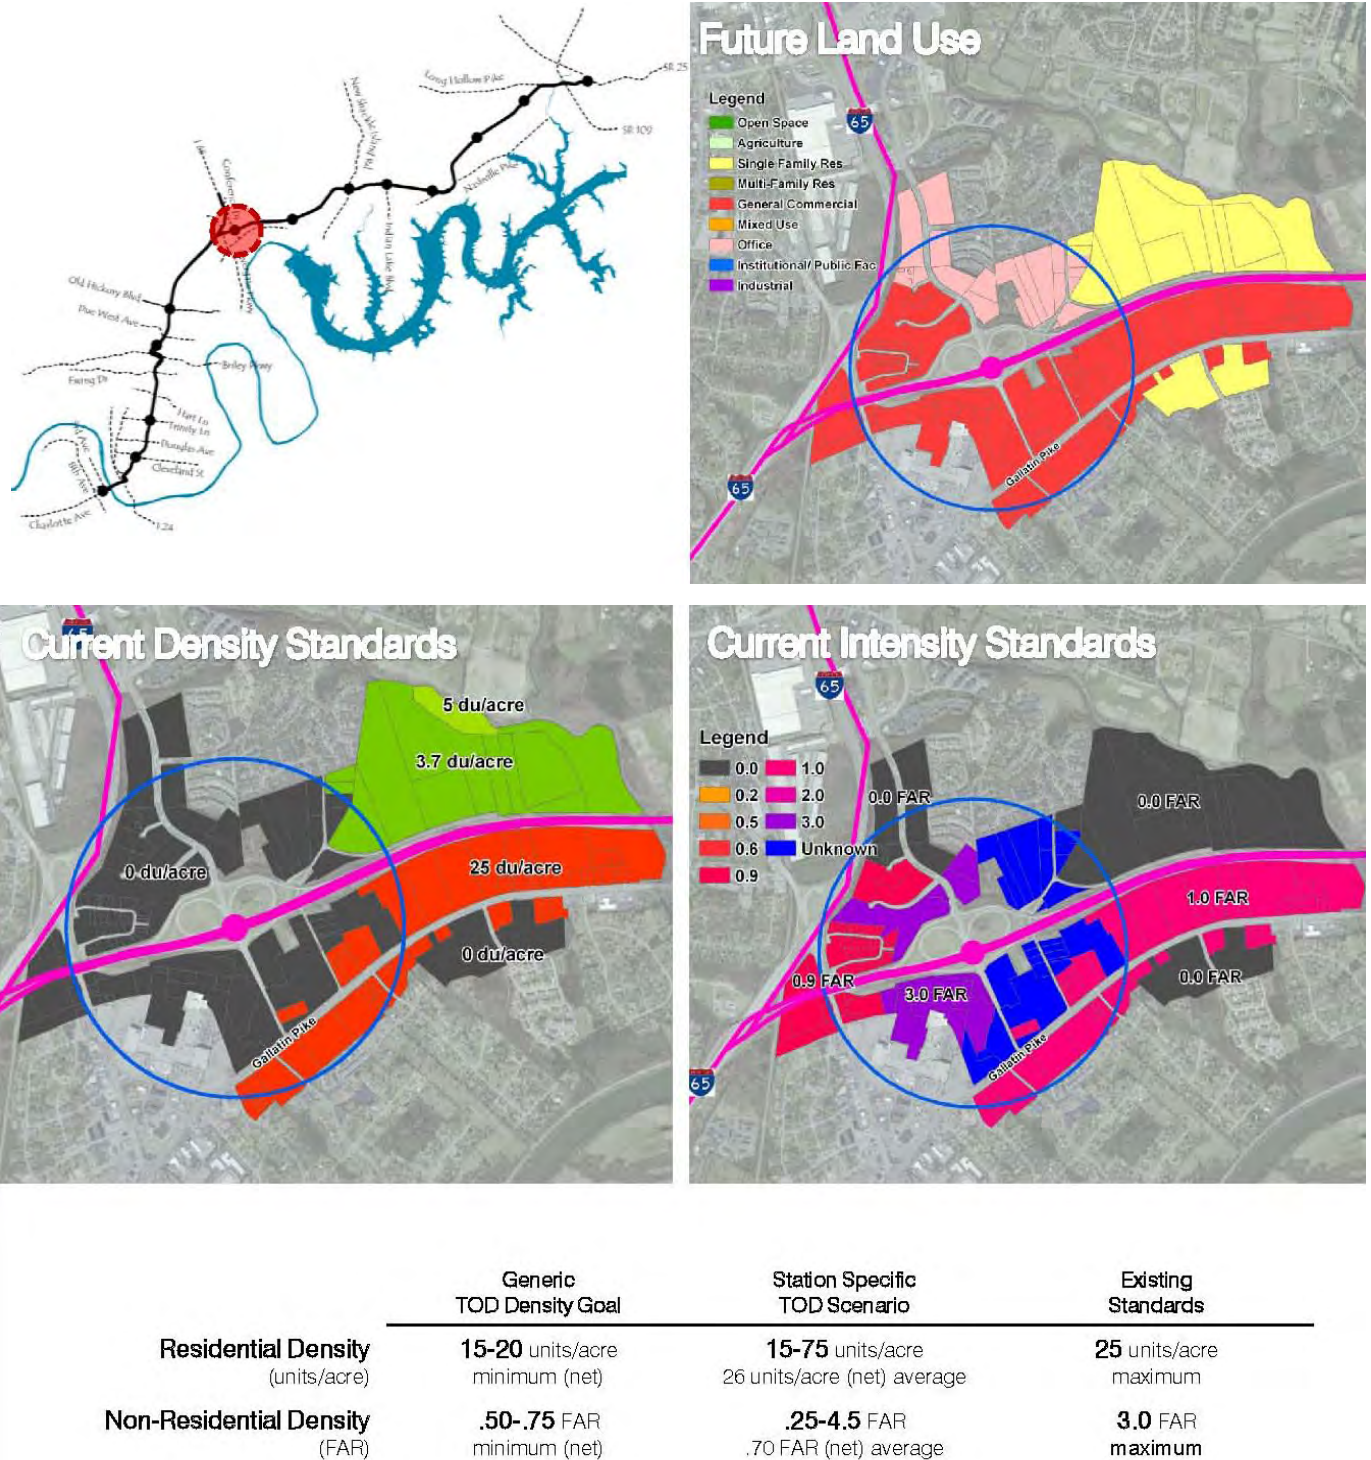 Long Hollow Pike
SR 25
SR 109
New Shackle Island Rd
Nashville Pike
I-65
Indian Lake Blvd
Old Hickory Blvd
Due West Ave
Briley Pkwy
Ewing Dr
Hart Ln
Trinity Ln
Douglas Ave
Cleveland St
8th Ave
Charlotte Ave
I-24
Future Land Use
Legend
Open Space
Agriculture
Single Family Res
Multi-Family Res
General Commercial
Mixed Use
Office
Institutional/ Public Fac
Industrial
65
65
Gallatin Pike
Current Density Standards
65
5 du/acre
3.7 du/acre
0 du/acre
25 du/acre
0 du/acre
Gallatin Pike
Current Intensity Standards
65
Legend
0.0 1.0
0.2 2.0
0.5 3.0
0.6 Unknown
0.9
0.0 FAR
0.0 FAR
1.0 FAR
0.9 FAR
3.0 FAR
0.0 FAR
Gallatin Pike
65
Generic Station Specific Existing
TOD Density Goal TOD Scenario Standards
Residential Density 15-20 units/acre 15-75 units/acre 25 units/acre
(units/acre) minimum (net) 26 units/acre (net) average maximum
Non-Residential Density .50-.75 FAR .25-4.5 FAR 3.0 FAR
(FAR) minimum (net) .70 FAR (net) average maximum